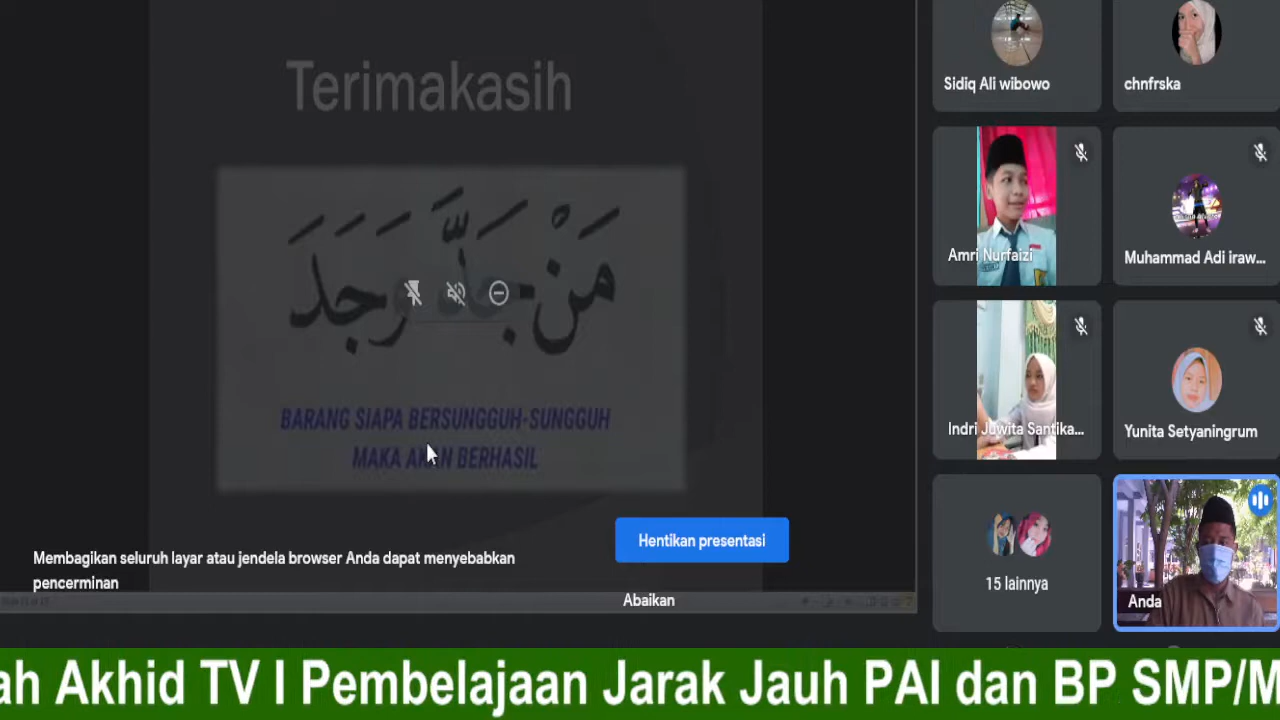 Terimakasih
مَنْ جَدَّ وَجَدَ
BARANG SIAPA BERSUNGGUH-SUNGGUH
MAKA AKAN BERHASIL
Membagikan seluruh layar atau jendela browser Anda dapat menyebabkan
pencerminan
Hentikan presentasi
Abaikan
Sidiq Ali wibowo
chnfrska
Amri Nurfaizi
Muhammad Adi iraw...
Indri Juwita Santika...
Yunita Setyaningrum
15 lainnya
Anda
ah Akhid TV I Pembelajaan Jarak Jauh PAI dan BP SMP/M